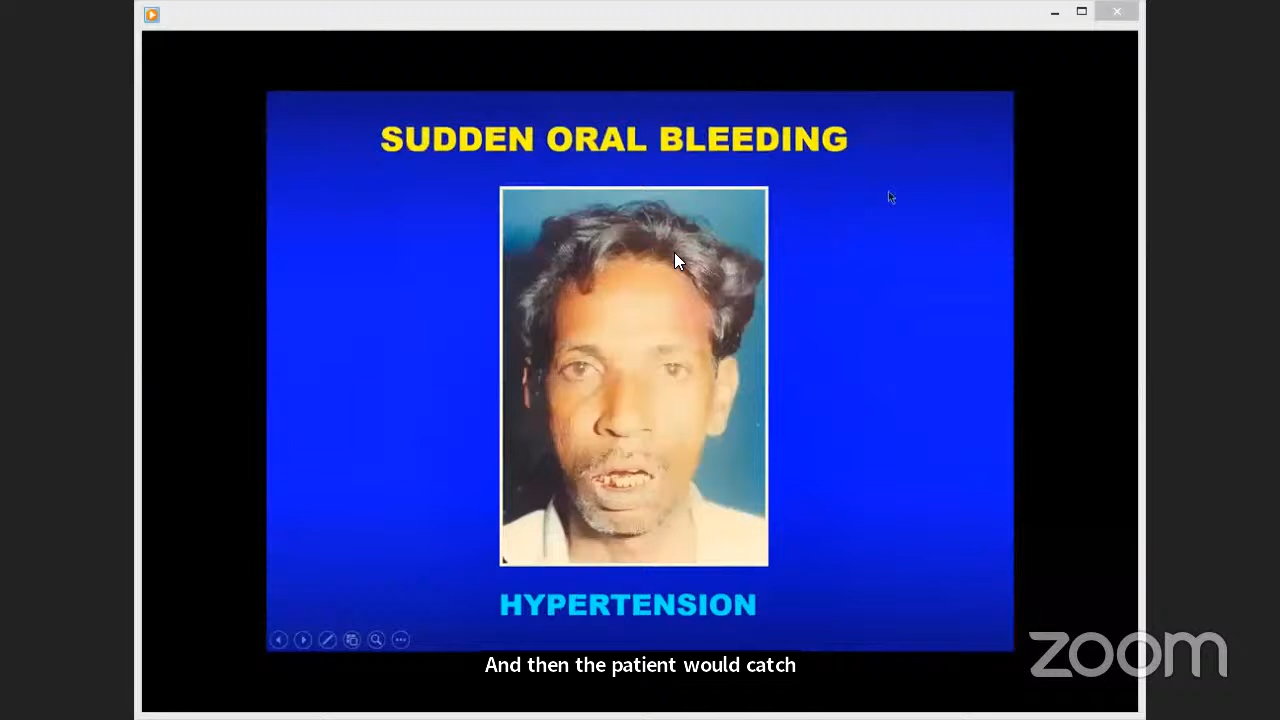 SUDDEN ORAL BLEEDING
HYPERTENSION
And then the patient would catch
zoom